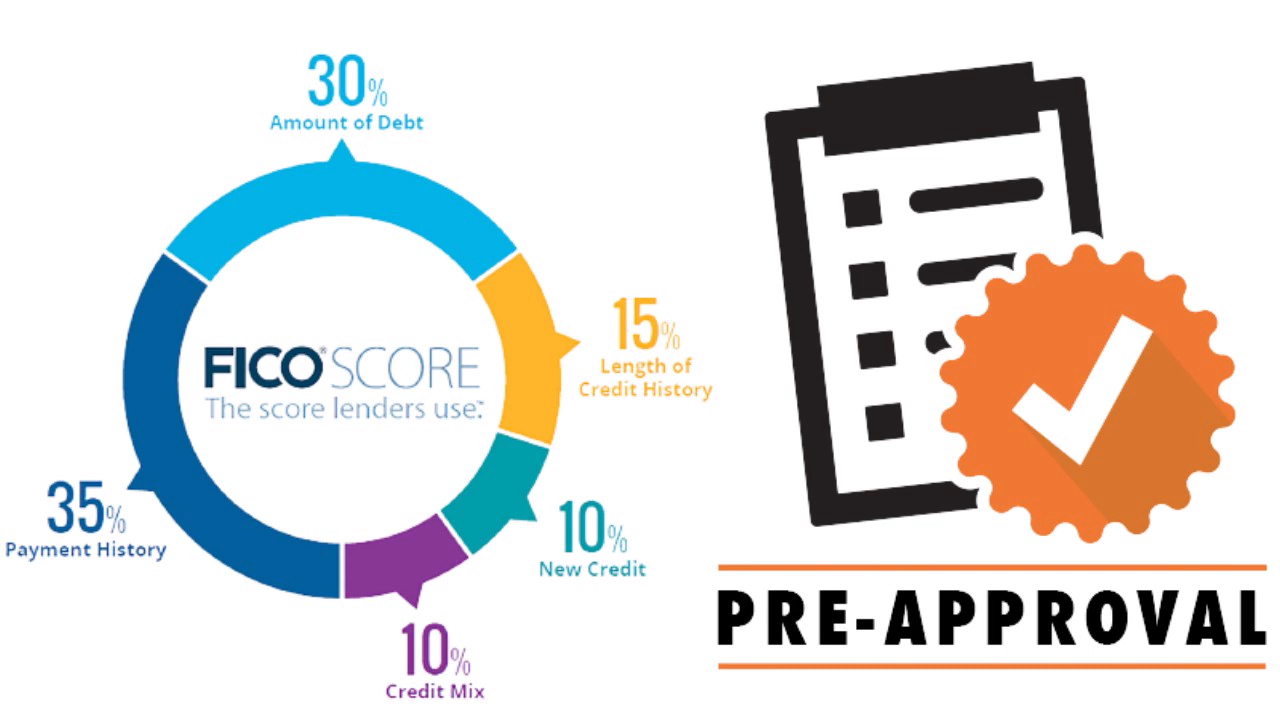 30%
Amount of Debt
15%
Length of
Credit History
FICO® SCORE
The score lenders use.™
35%
Payment History
10%
New Credit
10%
Credit Mix
PRE-APPROVAL